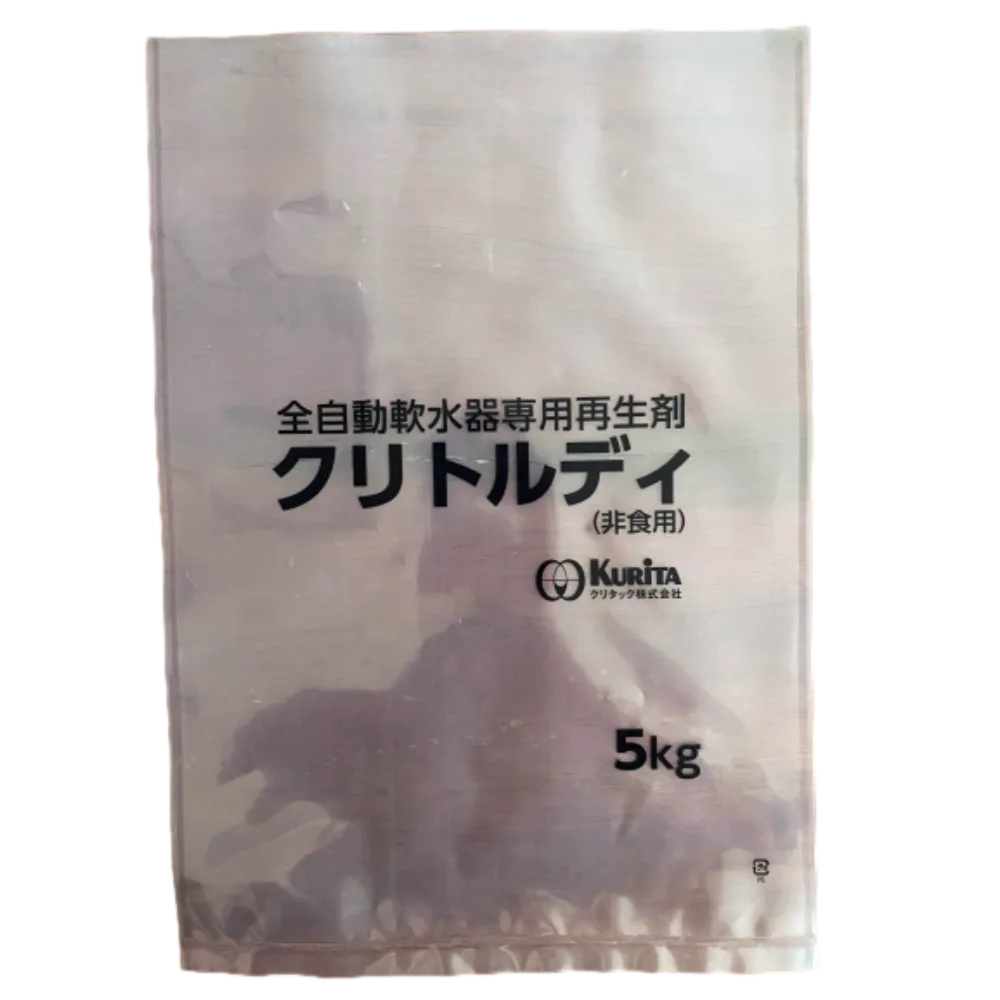 全自動軟水器専用再生剤
クリトルディ
(非食用)
KURITA
クリタック株式会社
5kg